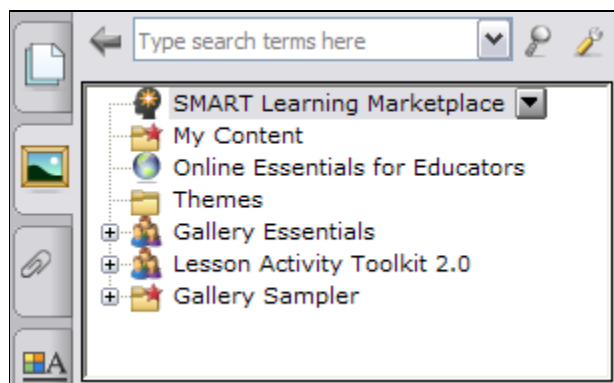 Type search terms here
SMART Learning Marketplace
My Content
Online Essentials for Educators
Themes
Gallery Essentials
Lesson Activity Toolkit 2.0
Gallery Sampler
A